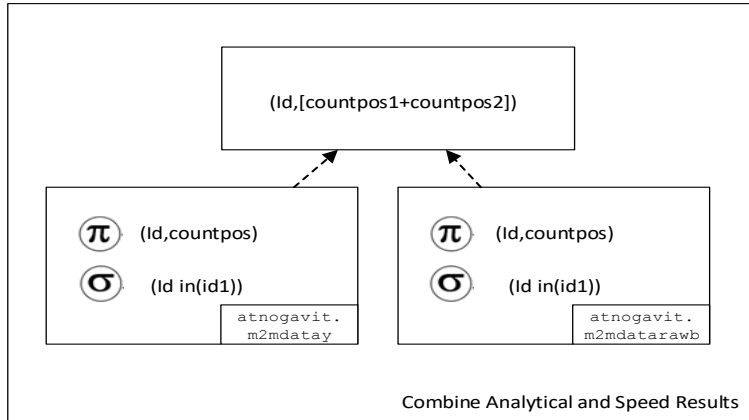 (Id,[countpos1+countpos2])
π (Id,countpos)
σ (Id in(id1))
atnogavit.
m2mdatay
π (Id,countpos)
σ (Id in(id1))
atnogavit.
m2mdatarawb
Combine Analytical and Speed Results